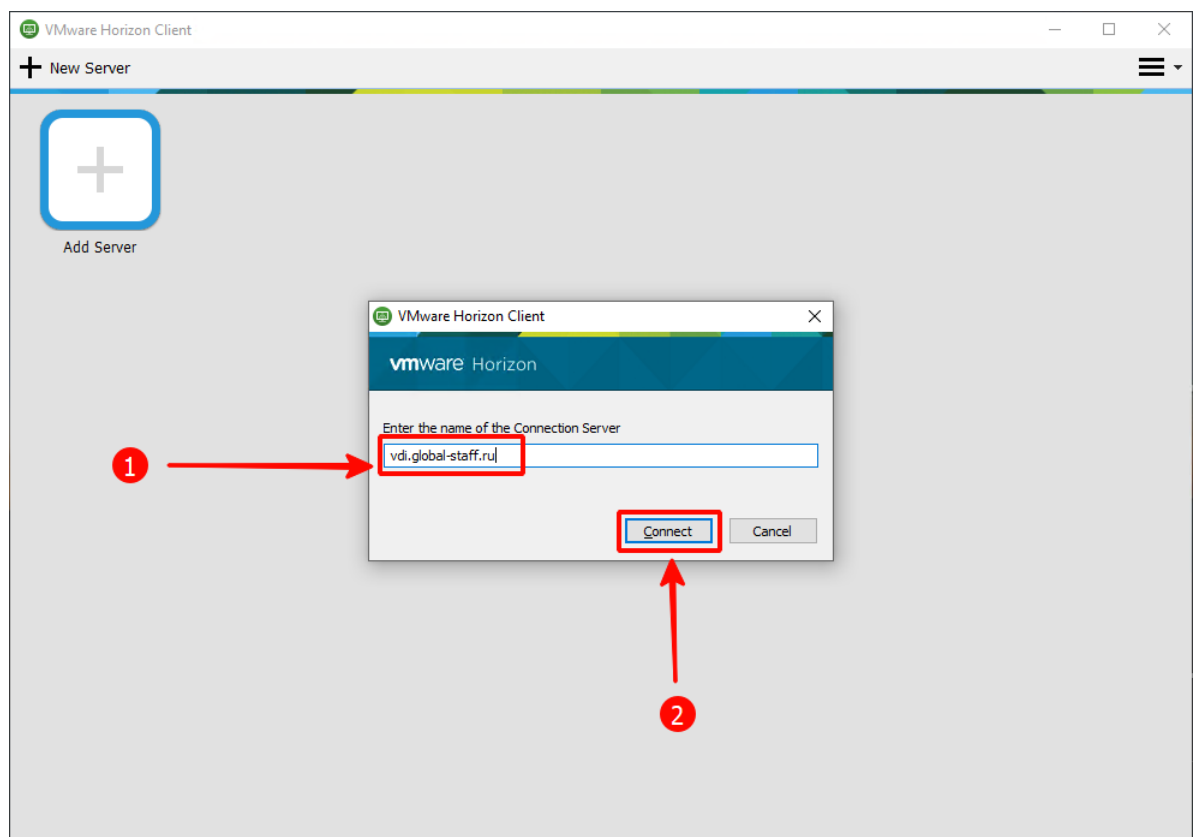 VMware Horizon Client
New Server
Add Server
VMware Horizon Client
vmware Horizon
Enter the name of the Connection Server
1
vdi.global-staff.ru
Connect Cancel
2